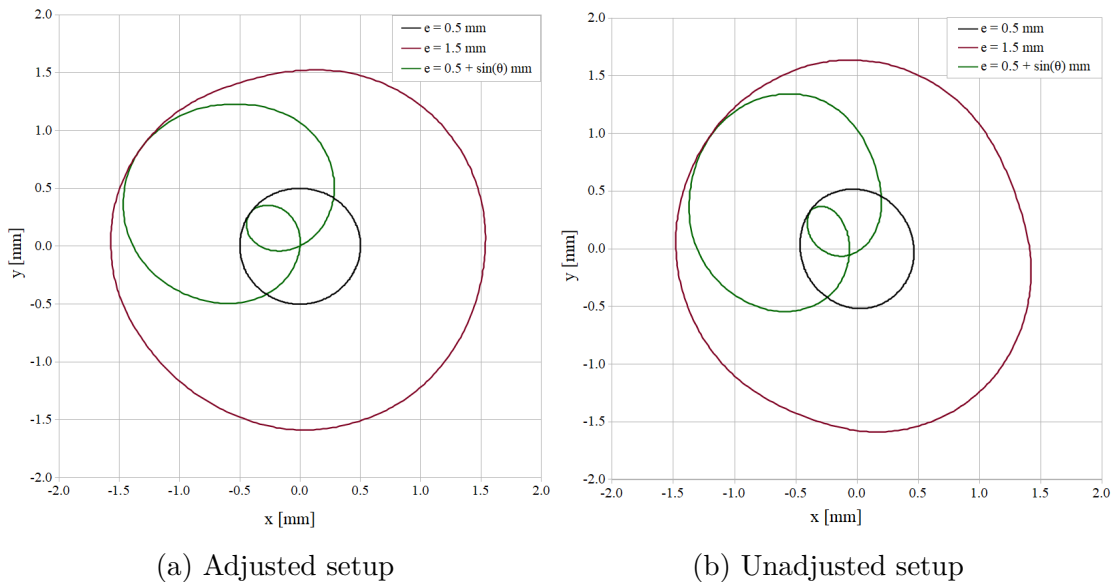 2.0
1.5
1.0
0.5
0.0
-0.5
-1.0
-1.5
-2.0
y [mm]
-2.0 -1.5 -1.0 -0.5 0.0 0.5 1.0 1.5 2.0
x [mm]
e = 0.5 mm
e = 1.5 mm
e = 0.5 + sin(θ) mm
(a) Adjusted setup
2.0
1.5
1.0
0.5
0.0
-0.5
-1.0
-1.5
-2.0
y [mm]
-2.0 -1.5 -1.0 -0.5 0.0 0.5 1.0 1.5 2.0
x [mm]
e = 0.5 mm
e = 1.5 mm
e = 0.5 + sin(θ) mm
(b) Unadjusted setup